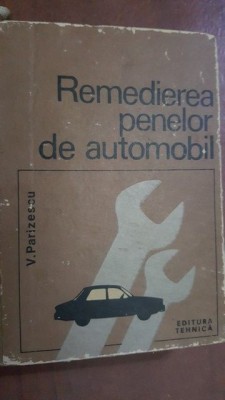 Remedierea
penelor
de automobil
V. Parizescu
EDITURA
TEHNICA